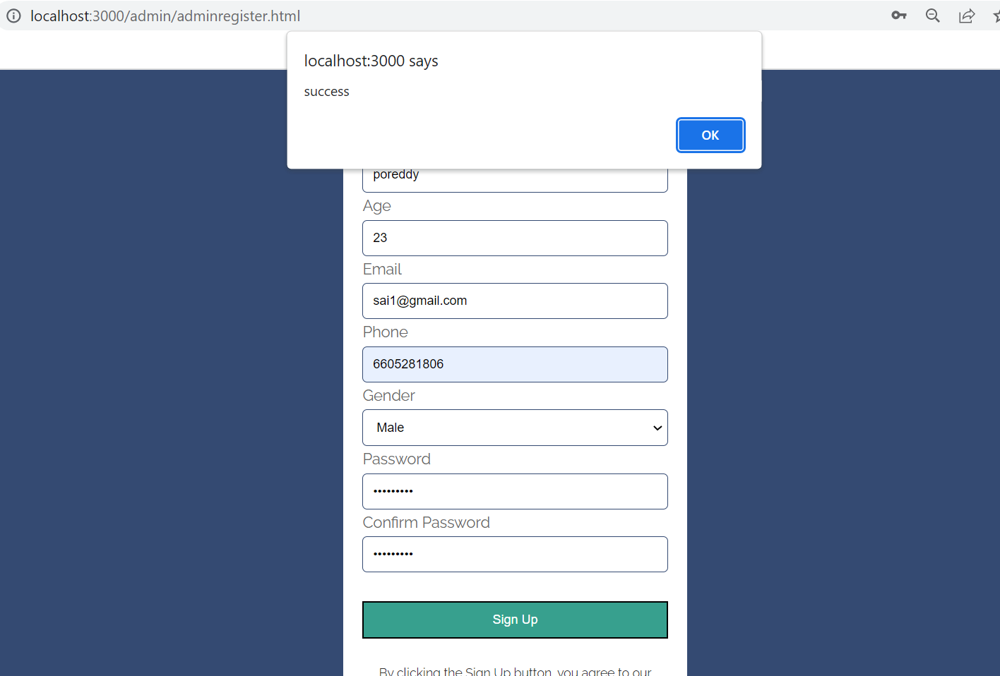 localhost:3000/admin/adminregister.html
localhost:3000 says
success
OK
poreddy
Age
23
Email
sai1@gmail.com
Phone
6605281806
Gender
Male
Password
•••••••••
Confirm Password
•••••••••
Sign Up
By clicking the Sign Up button, you agree to our